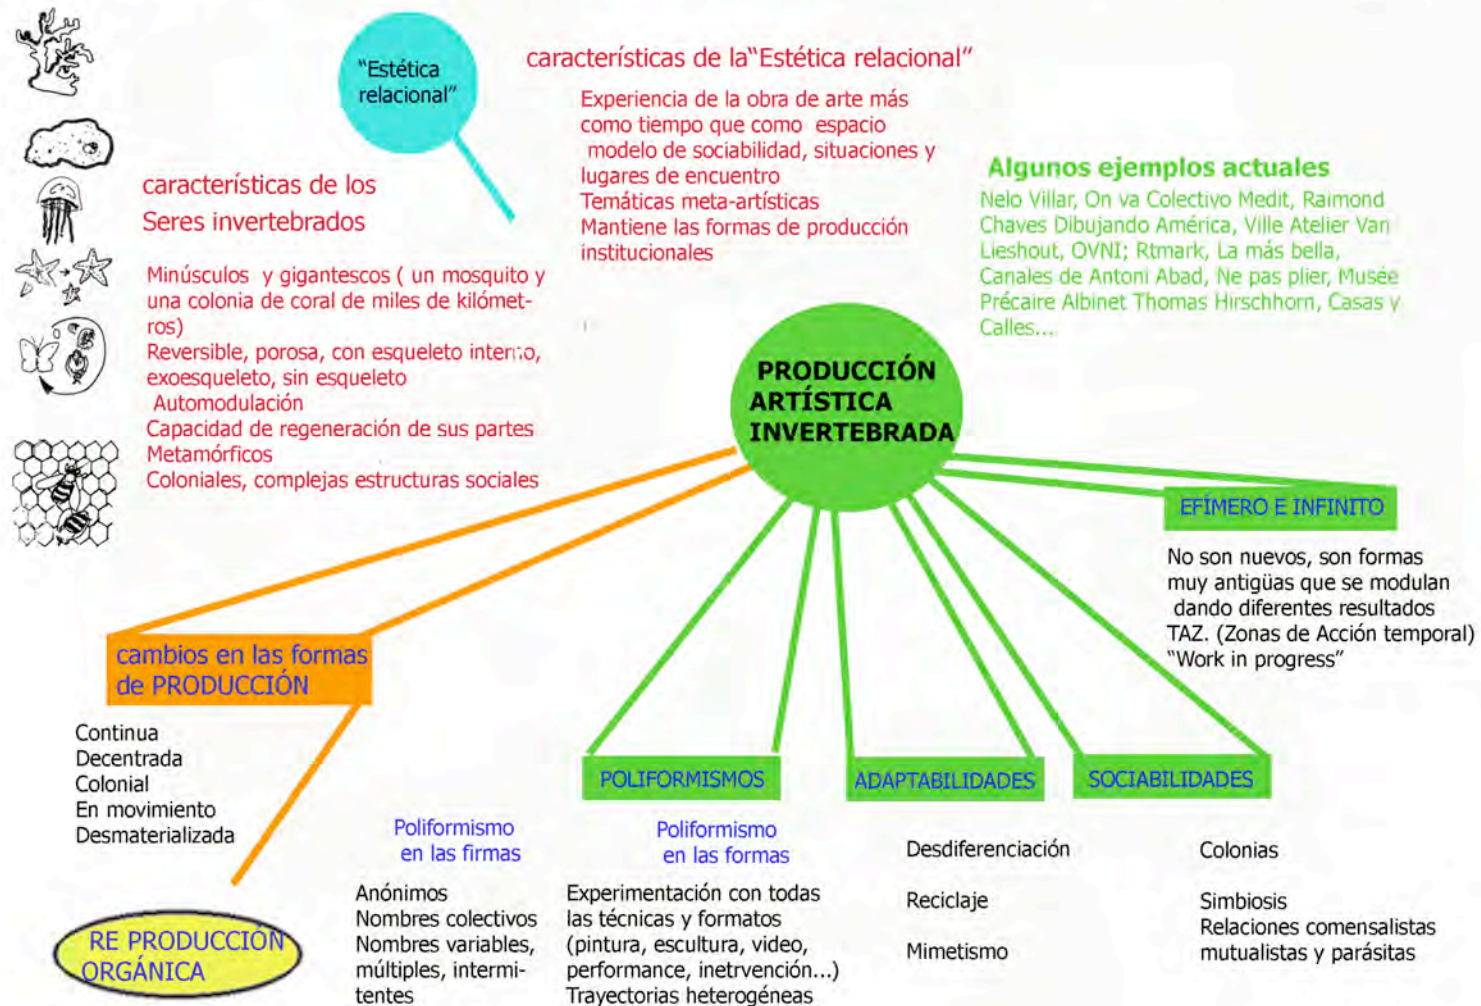 "Estética
relacional"
características de la"Estética relacional"
Experiencia de la obra de arte más
como tiempo que como espacio
modelo de sociabilidad, situaciones y
lugares de encuentro
Temáticas meta-artísticas
Mantiene las formas de producción
institucionales
Algunos ejemplos actuales
Nelo Villar, On va Colectivo Medit, Raimond
Chaves Dibujando América, Ville Atelier Van
Lieshout, OVNI; Rtmark, La más bella,
Canales de Antoni Abad, Ne pas plier, Musée
Précaire Albinet Thomas Hirschhorn, Casas y
Calles...
características de los
Seres invertebrados
Minúsculos y gigantescos ( un mosquito y
una colonia de coral de miles de kilómet-
ros)
Reversible, porosa, con esqueleto interno,
exoesqueleto, sin esqueleto
Automodulación
Capacidad de regeneración de sus partes
Metamórficos
Coloniales, complejas estructuras sociales
PRODUCCIÓN
ARTÍSTICA
INVERTEBRADA
EFÍMERO E INFINITO
No son nuevos, son formas
muy antigüas que se modulan
dando diferentes resultados
TAZ. (Zonas de Acción temporal)
"Work in progress"
cambios en las formas
de PRODUCCIÓN
Continua
Decentrada
Colonial
En movimiento
Desmaterializada
RE PRODUCCIÓN
ORGÁNICA
POLIFORMISMOS
Poliformismo
en las firmas
Anónimos
Nombres colectivos
Nombres variables,
múltiples, intermi-
tentes
Poliformismo
en las formas
Experimentación con todas
las técnicas y formatos
(pintura, escultura, video,
performance, inetrvención...)
Trayectorias heterogéneas
ADAPTABILIDADES
Desdiferenciación
Reciclaje
Mimetismo
SOCIABILIDADES
Colonias
Simbiosis
Relaciones comensalistas
mutualistas y parásitas